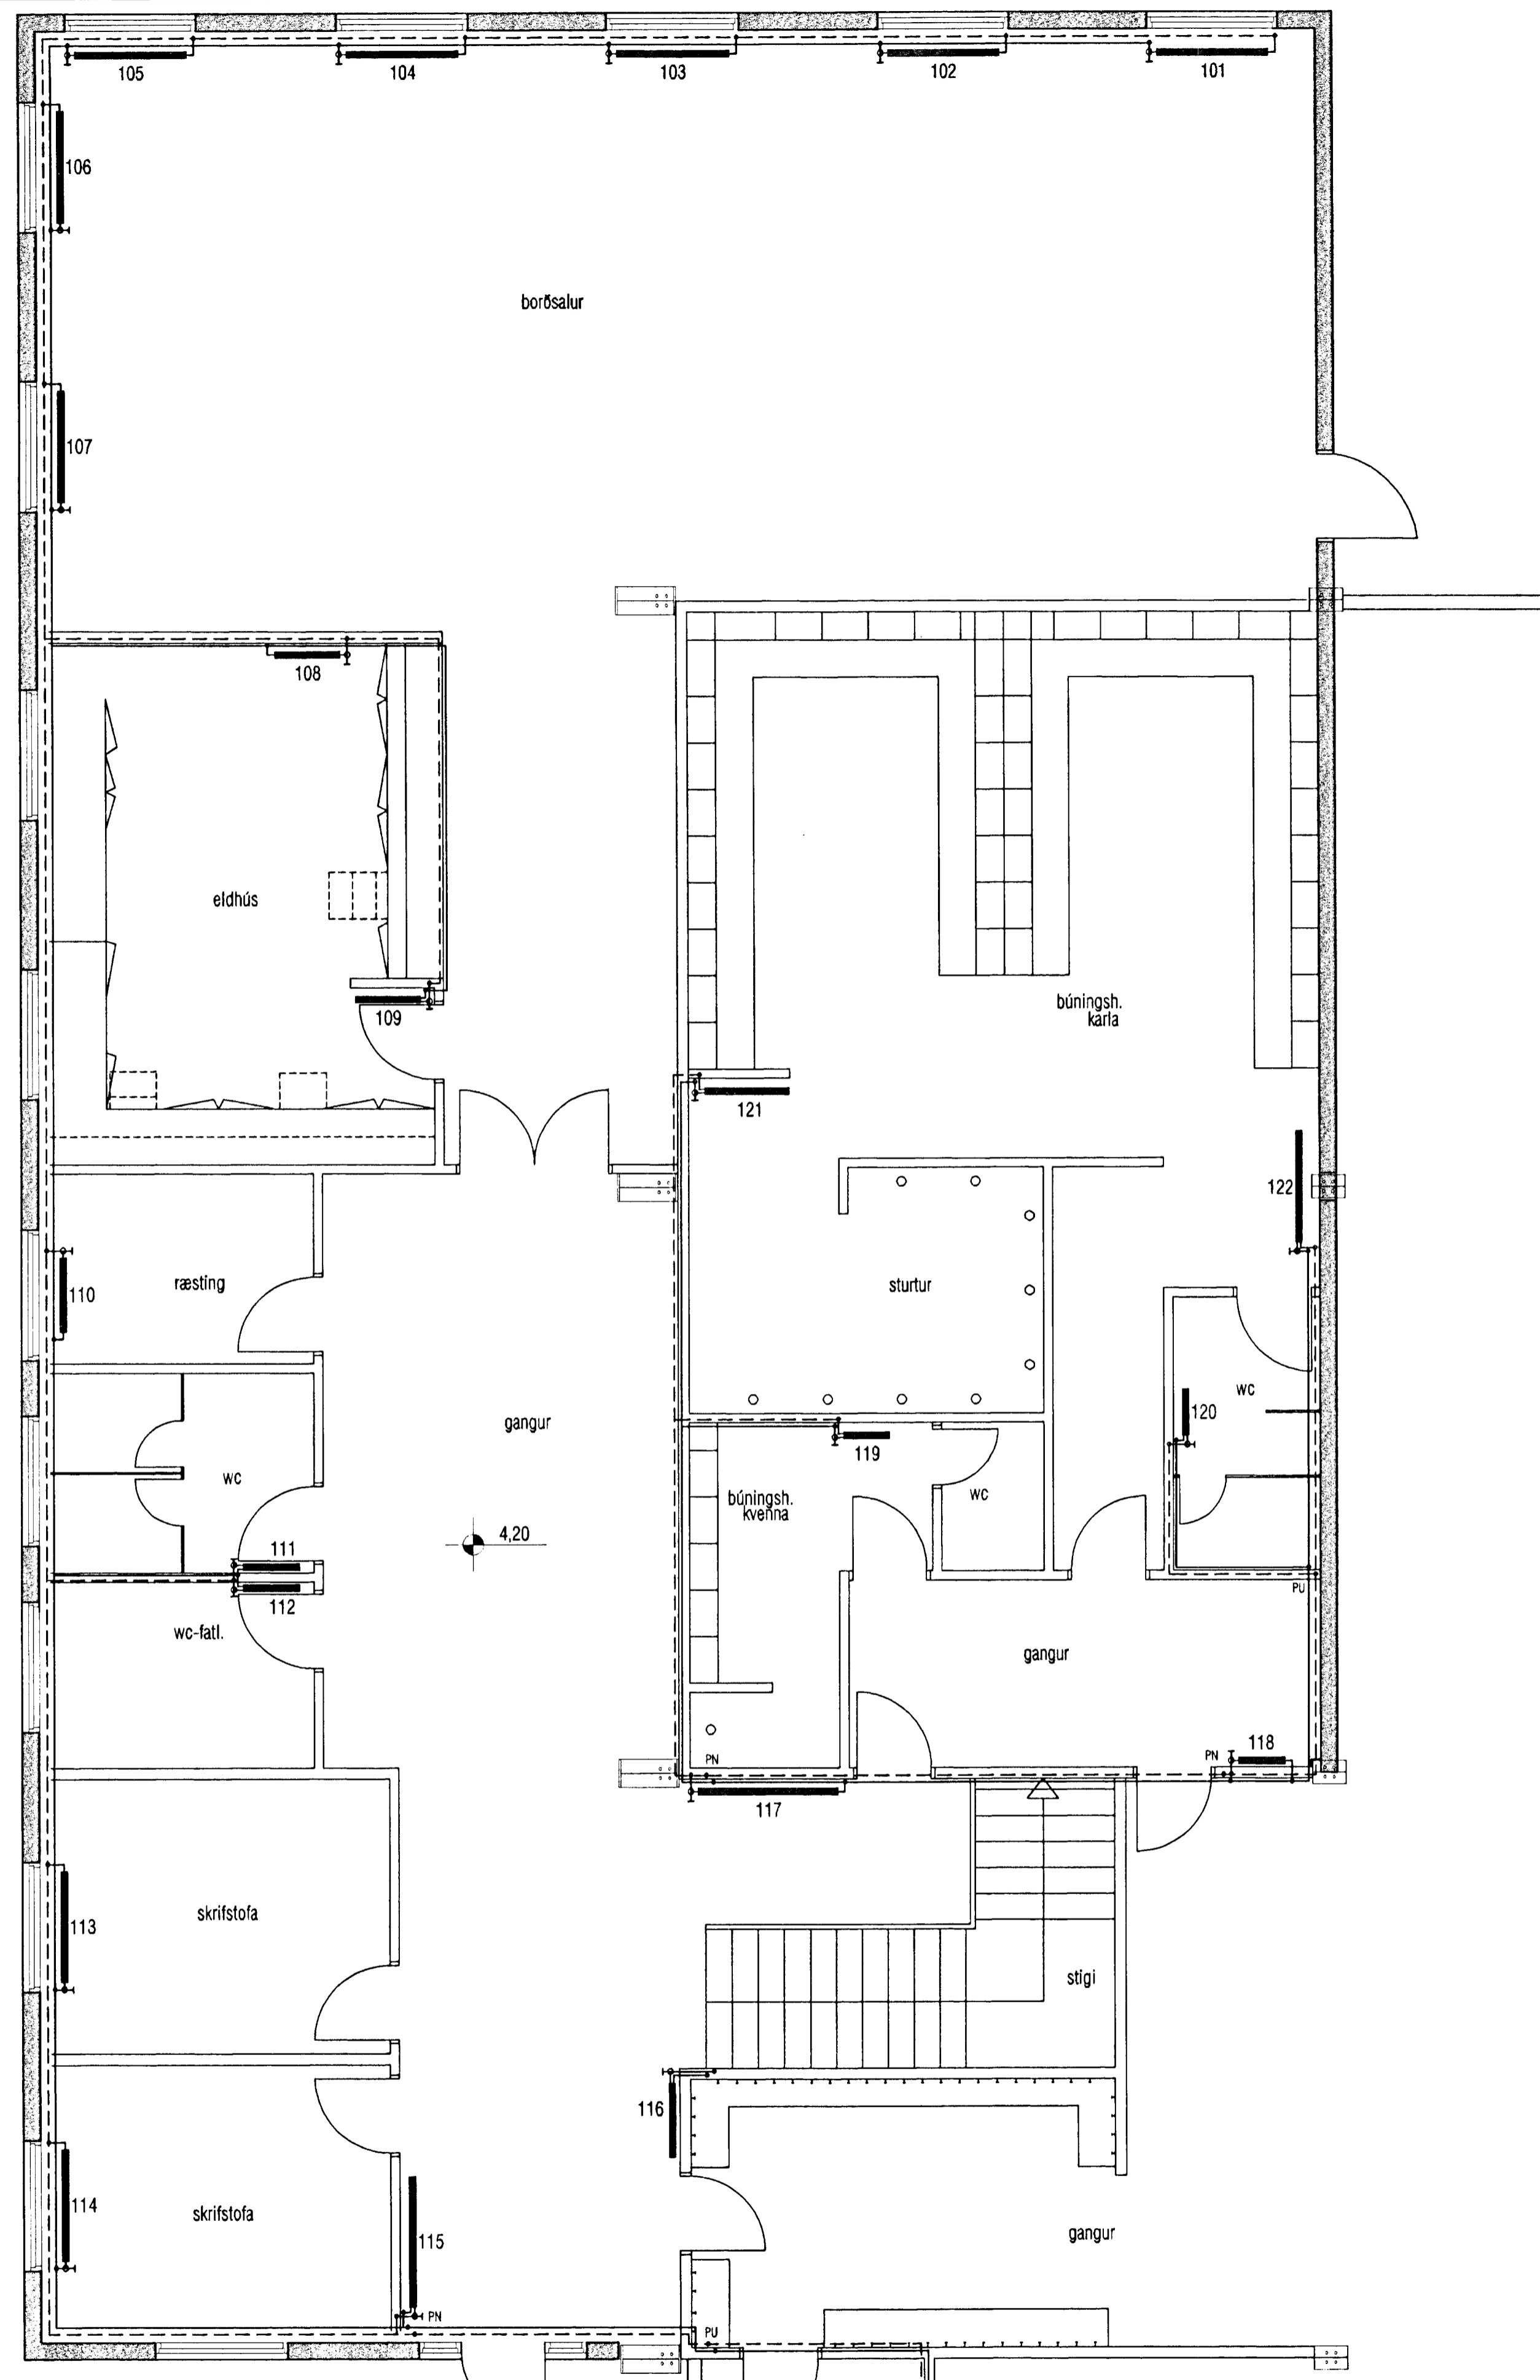 105
104
103
102
101
106
borðsalur
107
108
eldhús
109
búningsh.
karla
121
122
110
ræsting
sturtur
wc
120
gangur
119
wc
búningsh.
kvenna
wc
4,20
111
112
PU
wc-fatl.
gangur
118
PN
PN
117
113
skrifstofa
stigi
116
114
skrifstofa
115
gangur
PN
PU